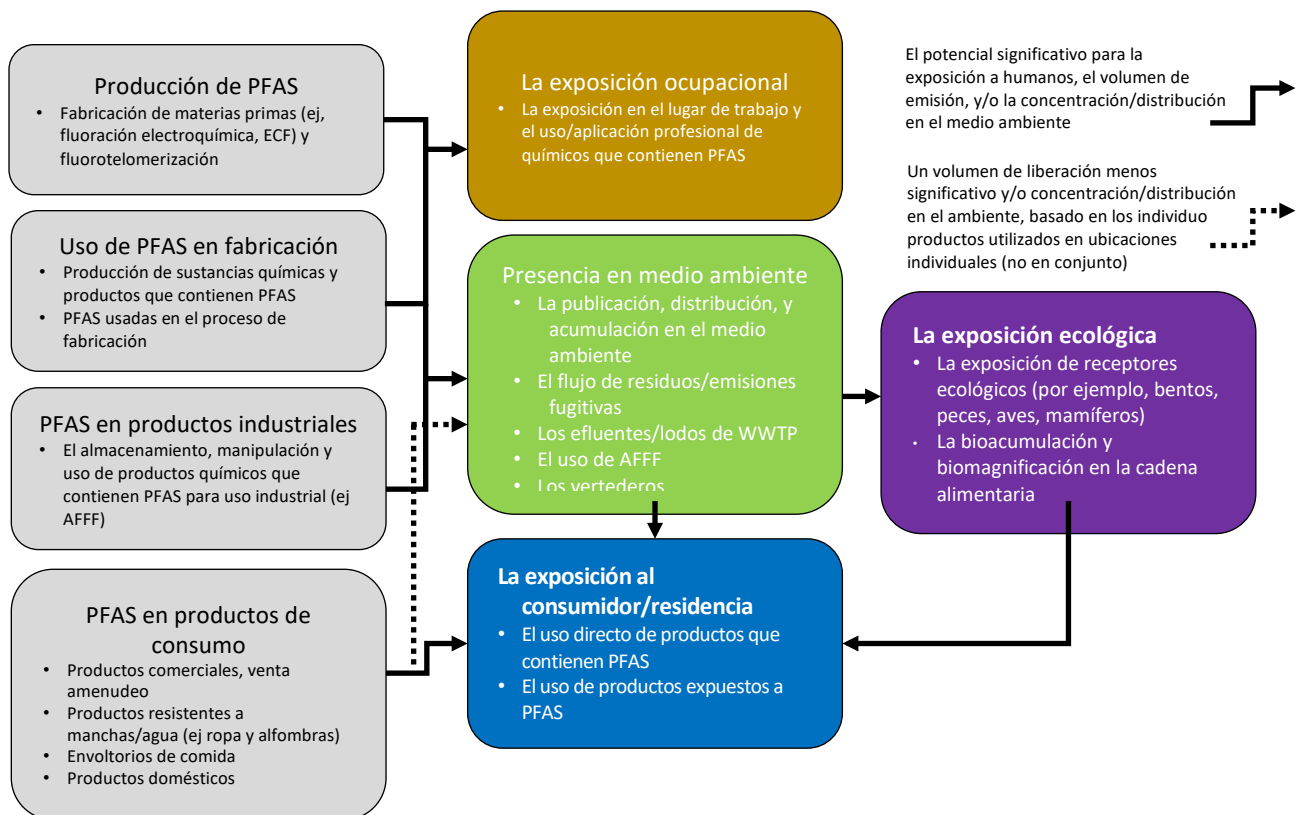 Producción de PFAS
• Fabricación de materias primas (ej,
fluoración electroquímica, ECF) y
fluorotelomerización
Uso de PFAS en fabricación
• Producción de sustancias químicas y
productos que contienen PFAS
• PFAS usadas en el proceso de
fabricación
PFAS en productos industriales
• El almacenamiento, manipulación y
uso de productos químicos que
contienen PFAS para uso industrial (ej
AFFF)
PFAS en productos de
consumo
• Productos comerciales, venta
amenudeo
• Productos resistentes a
manchas/agua (ej ropa y alfombras)
• Envoltorios de comida
• Productos domésticos
La exposición ocupacional
• La exposición en el lugar de trabajo y
el uso/aplicación profesional de
químicos que contienen PFAS
Presencia en medio ambiente
• La publicación, distribución, y
acumulación en el medio
ambiente
• El flujo de residuos/emisiones
fugitivas
• Los efluentes/lodos de WWTP
• El uso de AFFF
• Los vertederos
La exposición al
consumidor/residencia
• El uso directo de productos que
contienen PFAS
• El uso de productos expuestos a
PFAS
El potencial significativo para la
exposición a humanos, el volumen de
emisión, y/o la concentración/distribución
en el medio ambiente
Un volumen de liberación menos
significativo y/o concentración/distribución
en el ambiente, basado en los individuo
productos utilizados en ubicaciones
individuales (no en conjunto)
La exposición ecológica
• La exposición de receptores
ecológicos (por ejemplo, bentos,
peces, aves, mamíferos)
• La bioacumulación y
biomagnificación en la cadena
alimentaria